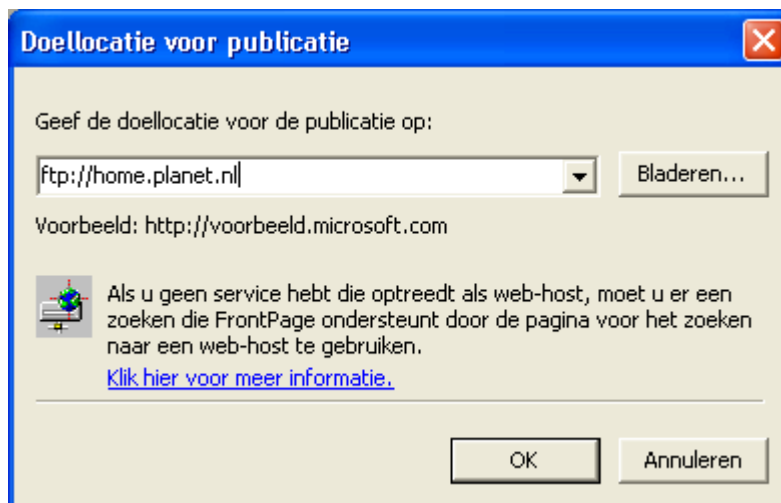 Doellocatie voor publicatie
Geef de doellocatie voor de publicatie op:
ftp://home.planet.nl
Bladeren...
Voorbeeld: http://voorbeeld.microsoft.com
Als u geen service hebt die optreedt als web-host, moet u er een
zoeken die FrontPage ondersteunt door de pagina voor het zoeken
naar een web-host te gebruiken.
Klik hier voor meer informatie.
OK
Annuleren